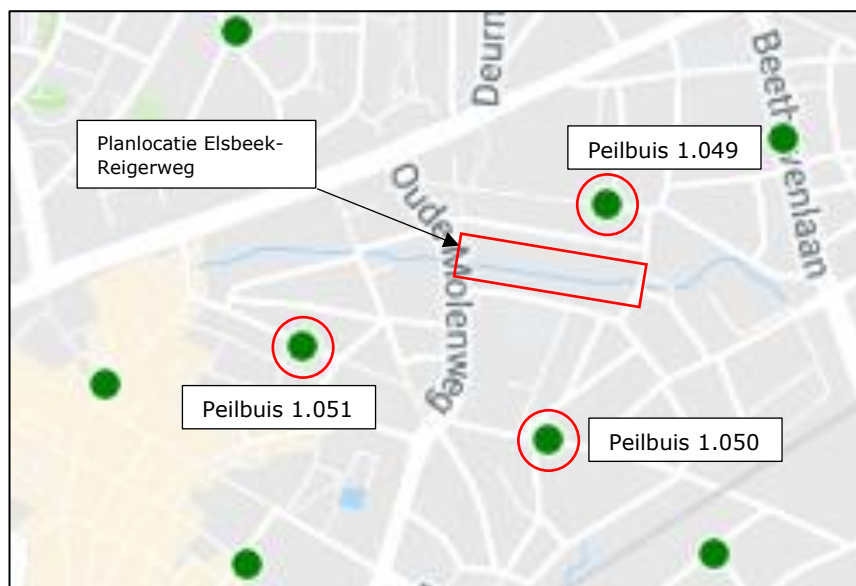 Deurn
Beethovenlaan
Planlocatie Elsbeek-
Reigerweg
Peilbuis 1.049
Oude Molenweg
Peilbuis 1.051
Peilbuis 1.050